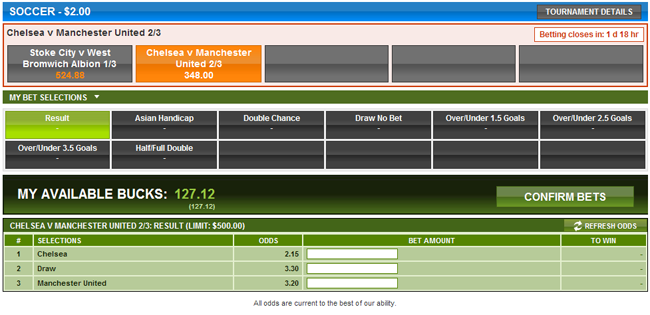 SOCCER - $2.00
TOURNAMENT DETAILS
Chelsea v Manchester United 2/3
Betting closes in: 1 d 18 hr
Stoke City v West
Bromwich Albion 1/3
524.88
Chelsea v Manchester
United 2/3
348.00
MY BET SELECTIONS
Result
-
Asian Handicap
-
Double Chance
-
Draw No Bet
-
Over/Under 1.5 Goals
-
Over/Under 2.5 Goals
-
Over/Under 3.5 Goals
-
Half/Full Double
-
MY AVAILABLE BUCKS: 127.12
(127.12)
CONFIRM BETS
CHELSEA V MANCHESTER UNITED 2/3: RESULT (LIMIT: $500.00)
REFRESH ODDS
# SELECTIONS ODDS BET AMOUNT TO WIN
1 Chelsea 2.15 -
2 Draw 3.30 -
3 Manchester United 3.20 -
All odds are current to the best of our ability.